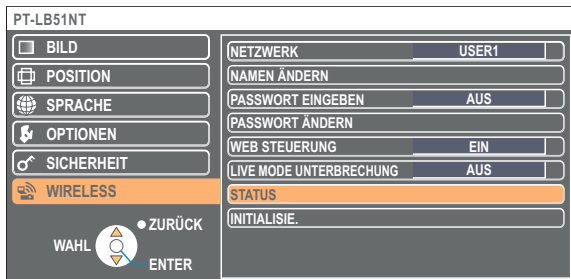 PT-LB51NT
BILD
POSITION
SPRACHE
OPTIONEN
SICHERHEIT
WIRELESS
ZURÜCK
WAHL
ENTER
NETZWERK USER1
NAMEN ÄNDERN
PASSWORT EINGEBEN AUS
PASSWORT ÄNDERN
WEB STEUERUNG EIN
LIVE MODE UNTERBRECHUNG AUS
STATUS
INITIALISIE.